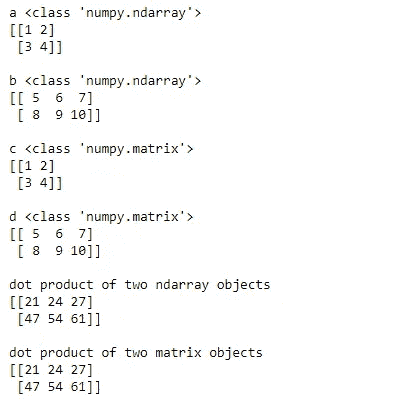 a <class 'numpy.ndarray'>
[[1 2]
 [3 4]]

b <class 'numpy.ndarray'>
[[ 5  6  7]
 [ 8  9 10]]

c <class 'numpy.matrix'>
[[1 2]
 [3 4]]

d <class 'numpy.matrix'>
[[ 5  6  7]
 [ 8  9 10]]

dot product of two ndarray objects
[[21 24 27]
 [47 54 61]]

dot product of two matrix objects
[[21 24 27]
 [47 54 61]]